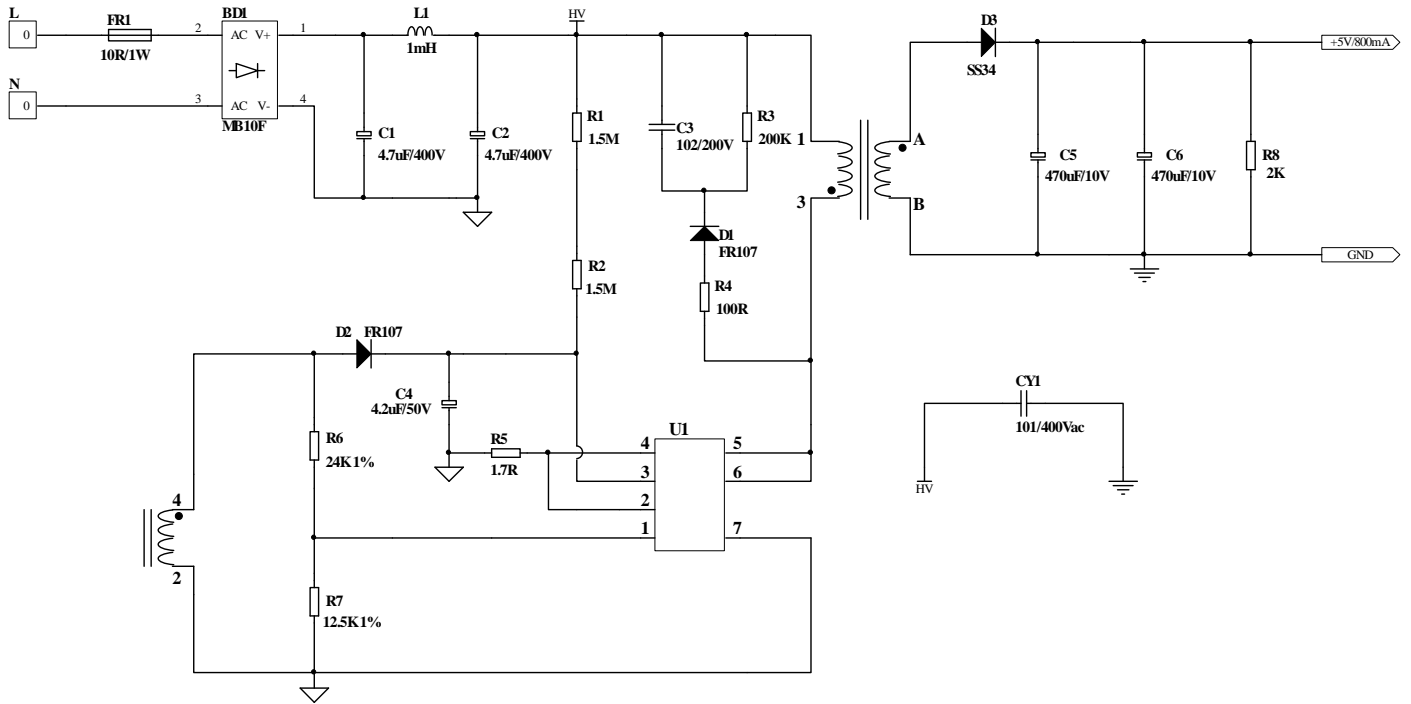 L
0
FR1
10R/1W
N
0
BD1
2
AC V+
1
3
AC V-
4
MB10F
L1
1mH
HV
C1
4.7uF/400V
C2
4.7uF/400V
R1
1.5M
R2
1.5M
C3
102/200V
R3
200K
D1
FR107
R4
100R
1
3
A
B
D3
SS34
C5
470uF/10V
C6
470uF/10V
R8
2K
+5V/800mA
GND
D2 FR107
C4
4.2uF/50V
R5
1.7R
R6
24K1%
R7
12.5K1%
4
2
U1
4
3
2
1
5
6
7
CY1
101/400Vac
HV